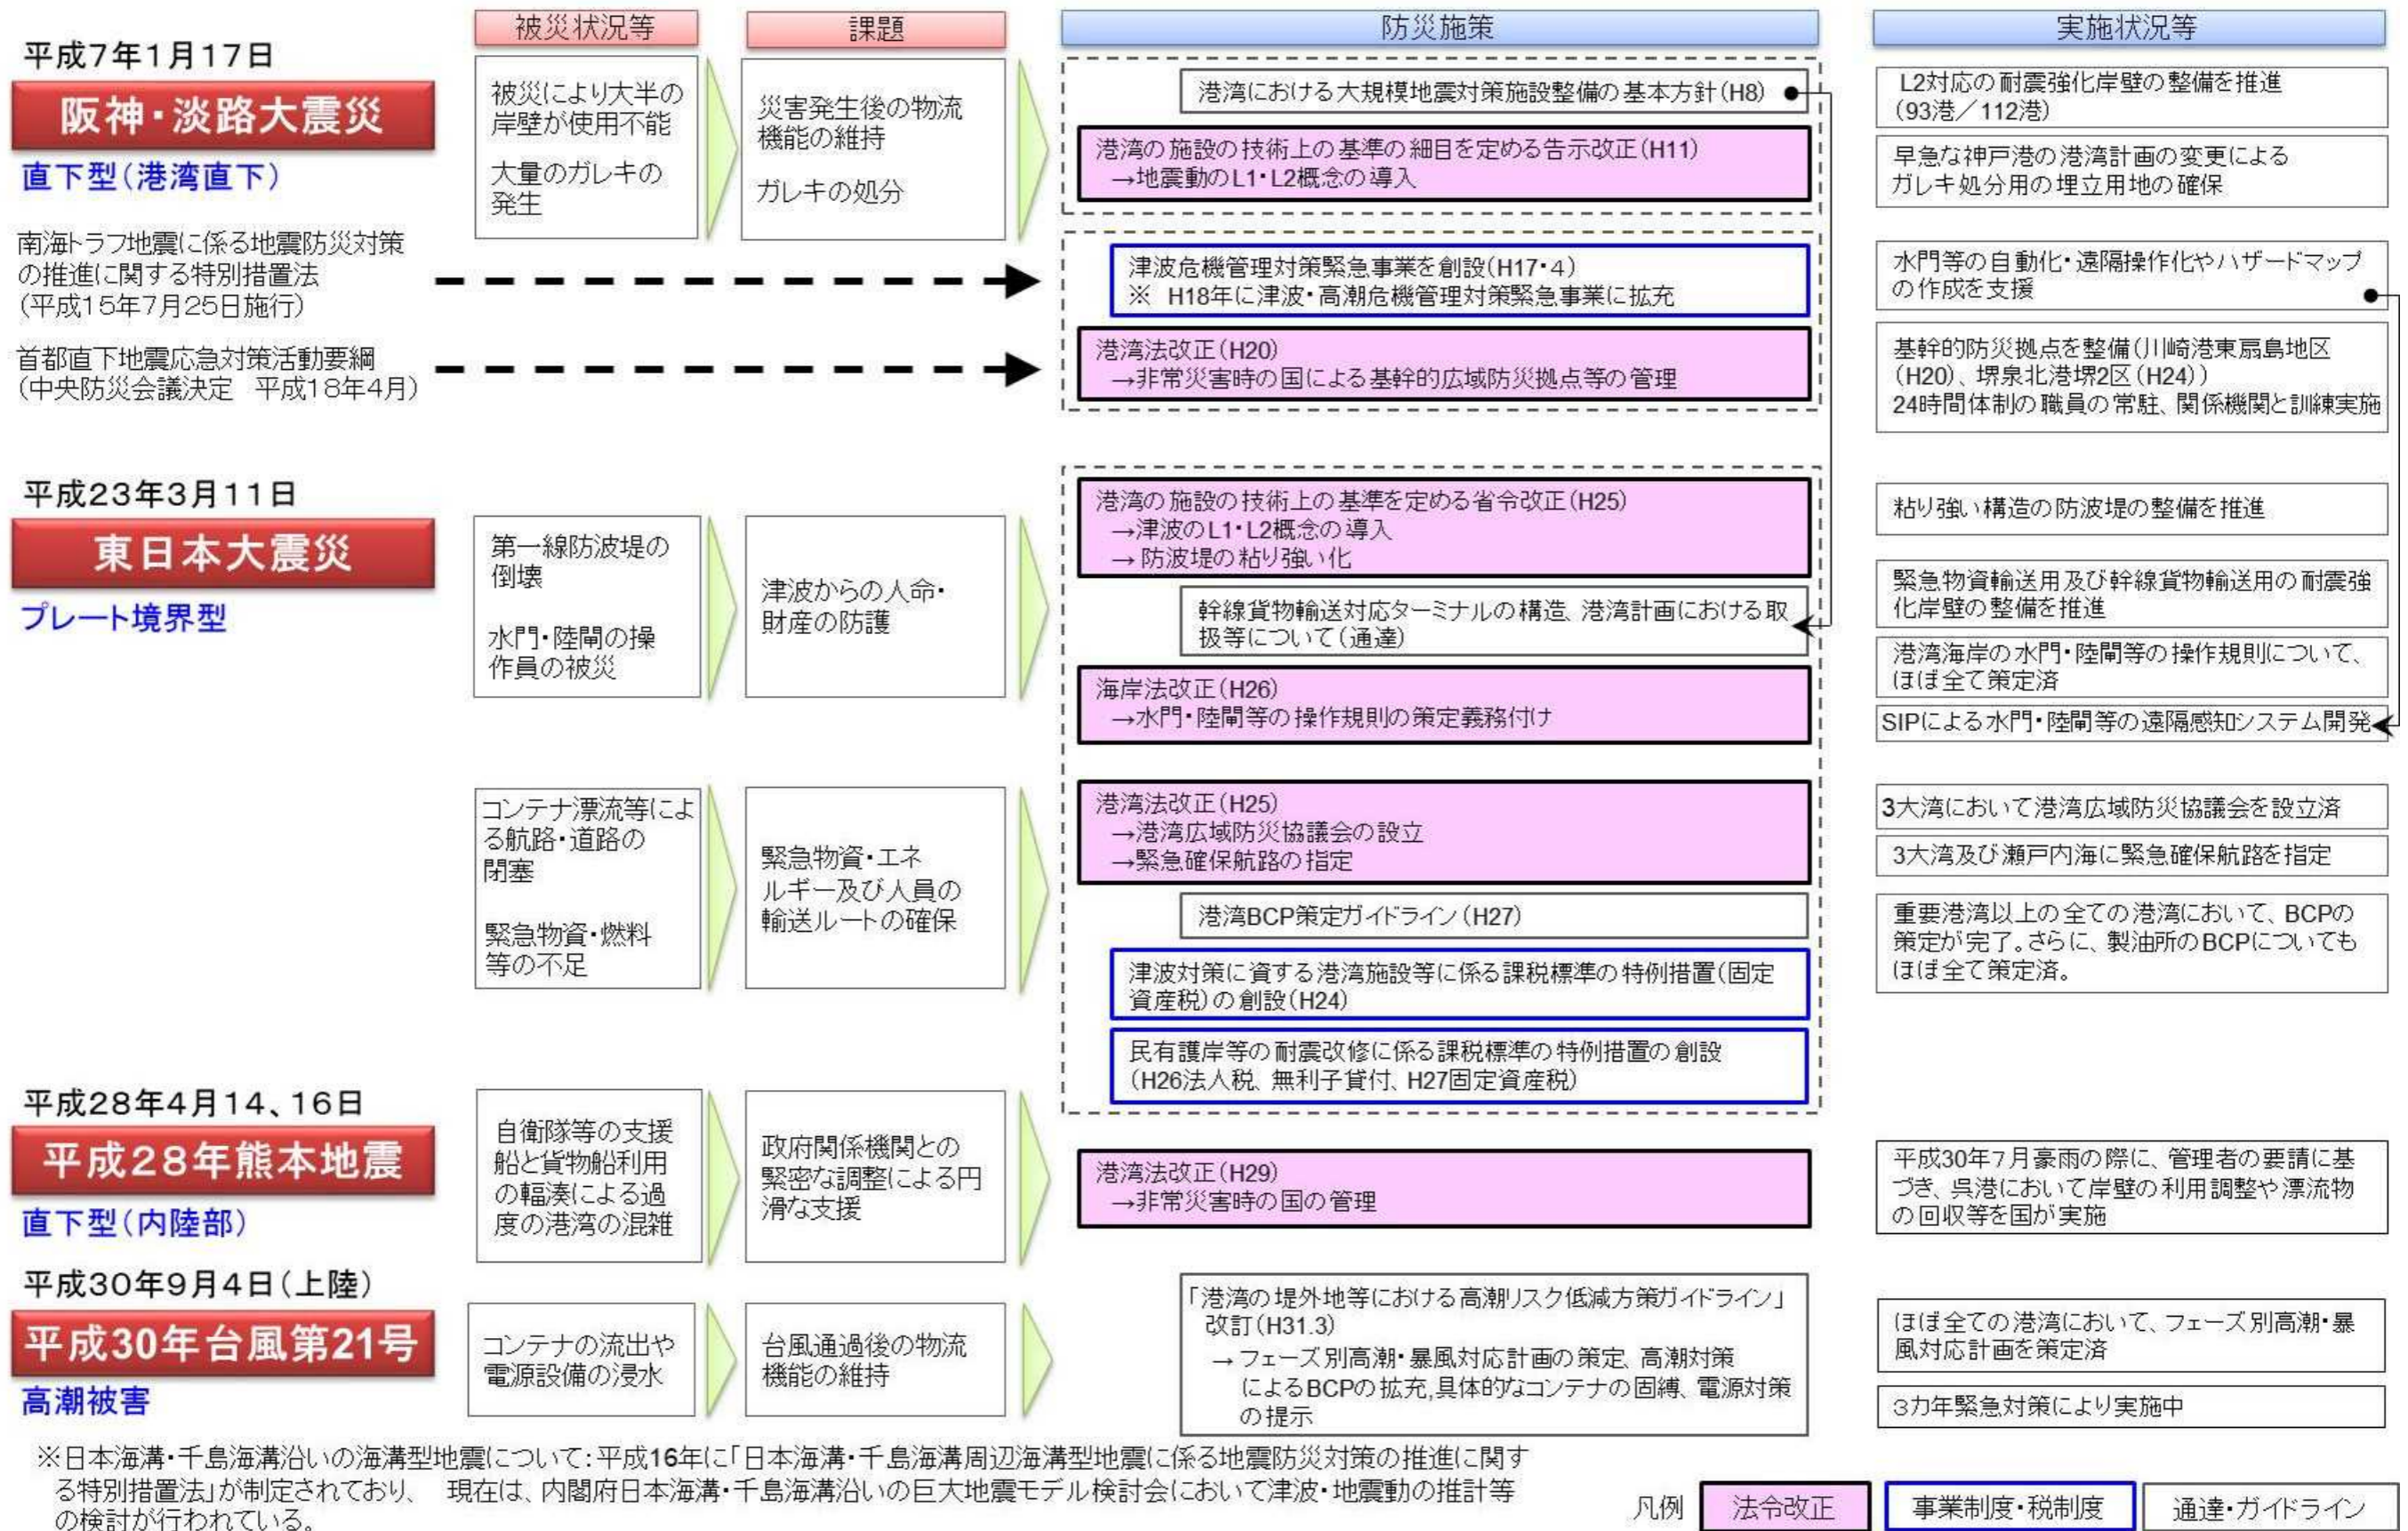 被災状況等
課題
防災施策
実施状況等
平成7年1月17日
阪神・淡路大震災
直下型(港湾直下)
被災により大半の
岸壁が使用不能
大量のガレキの
発生
災害発生後の物流
機能の維持
ガレキの処分
港湾における大規模地震対策施設整備の基本方針(H8)
港湾の施設の技術上の基準の細目を定める告示改正(H11)
→地震動のL1・L2概念の導入
L2対応の耐震強化岸壁の整備を推進
(93港/112港)
早急な神戸港の港湾計画の変更による
ガレキ処分用の埋立用地の確保
南海トラフ地震に係る地震防災対策
の推進に関する特別措置法
(平成15年7月25日施行)
津波危機管理対策緊急事業を創設(H17・4)
※ H18年に津波・高潮危機管理対策緊急事業に拡充
水門等の自動化・遠隔操作化やハザードマップ
の作成を支援
首都直下地震応急対策活動要綱
(中央防災会議決定 平成18年4月)
港湾法改正(H20)
→非常災害時の国による基幹的広域防災拠点等の管理
基幹的防災拠点を整備(川崎港東扇島地区
(H20)、堺泉北港堺2区(H24))
24時間体制の職員の常駐、関係機関と訓練実施
平成23年3月11日
東日本大震災
プレート境界型
第一線防波堤の
倒壊
水門・陸閘の操
作員の被災
津波からの人命・
財産の防護
港湾の施設の技術上の基準を定める省令改正(H25)
→津波のL1・L2概念の導入
→防波堤の粘り強い化
幹線貨物輸送対応ターミナルの構造、港湾計画における取
扱等について(通達)
海岸法改正(H26)
→水門・陸閘等の操作規則の策定義務付け
粘り強い構造の防波堤の整備を推進
緊急物資輸送用及び幹線貨物輸送用の耐震強
化岸壁の整備を推進
港湾海岸の水門・陸閘等の操作規則について、
ほぼ全て策定済
SIPによる水門・陸閘等の遠隔感知システム開発
コンテナ漂流等によ
る航路・道路の
閉塞
緊急物資・燃料
等の不足
緊急物資・エネ
ルギー及び人員の
輸送ルートの確保
港湾法改正(H25)
→港湾広域防災協議会の設立
→緊急確保航路の指定
港湾BCP策定ガイドライン(H27)
津波対策に資する港湾施設等に係る課税標準の特例措置(固定
資産税)の創設(H24)
民有護岸等の耐震改修に係る課税標準の特例措置の創設
(H26法人税、無利子貸付、H27固定資産税)
3大湾において港湾広域防災協議会を設立済
3大湾及び瀬戸内海に緊急確保航路を指定
重要港湾以上の全ての港湾において、BCPの
策定が完了。さらに、製油所のBCPについても
ほぼ全て策定済。
平成28年4月14、16日
平成28年熊本地震
直下型(内陸部)
自衛隊等の支援
船と貨物船利用
の輻湊による過
度の港湾の混雑
政府関係機関との
緊密な調整による円
滑な支援
港湾法改正(H29)
→非常災害時の国の管理
平成30年7月豪雨の際に、管理者の要請に基
づき、呉港において岸壁の利用調整や漂流物
の回収等を国が実施
平成30年9月4日(上陸)
平成30年台風第21号
高潮被害
コンテナの流出や
電源設備の浸水
台風通過後の物流
機能の維持
「港湾の堤外地等における高潮リスク低減方策ガイドライン」
改訂(H31.3)
→フェーズ別高潮・暴風対応計画の策定、高潮対策
によるBCPの拡充,具体的なコンテナの固縛、電源対策
の提示
ほぼ全ての港湾において、フェーズ別高潮・暴
風対応計画を策定済
3カ年緊急対策により実施中
※日本海溝・千島海溝沿いの海溝型地震について:平成16年に「日本海溝・千島海溝周辺海溝型地震に係る地震防災対策の推進に関す
る特別措置法」が制定されており、 現在は、内閣府日本海溝・千島海溝沿いの巨大地震モデル検討会において津波・地震動の推計等
の検討が行われている。
凡例
法令改正
事業制度・税制度
通達・ガイドライン